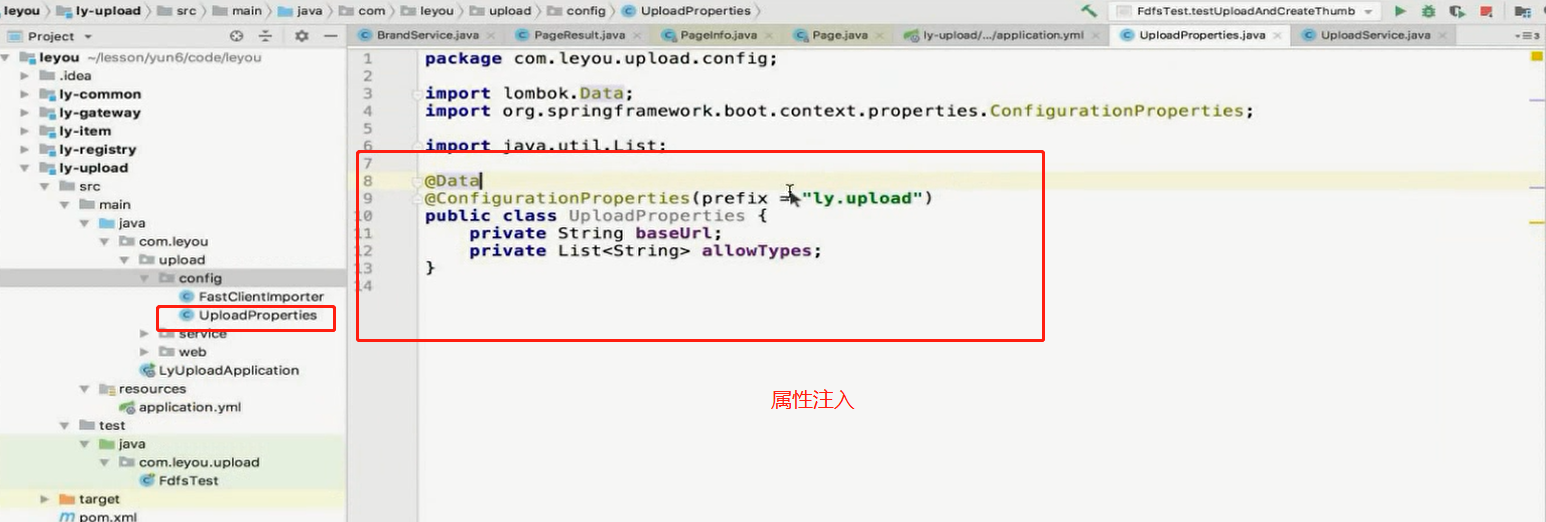 leyou ly-upload src main java com leyou upload config UploadProperties
FdfsTest.testUploadAndCreateThumb
Project
BrandService.java PageResult.java PageInfo.java Page.java ly-upload/.../application.yml UploadProperties.java UploadService.java
3
leyou ~/lesson/yun6/code/leyou
.idea
ly-common
ly-gateway
ly-item
ly-registry
ly-upload
src
main
java
com.leyou
upload
config
FastClientImporter
UploadProperties
service
web
LyUploadApplication
resources
application.yml
test
java
com.leyou.upload
FdfsTest
target
pom.xml
1 package com.leyou.upload.config;
2
3 import lombok.Data;
4 import org.springframework.boot.context.properties.ConfigurationProperties;
5
6 import java.util.List;
7
8 @Data
9 @ConfigurationProperties(prefix = "ly.upload")
10 public class UploadProperties {
11 private String baseUrl;
12 private List<String> allowTypes;
13 }
14
属性注入